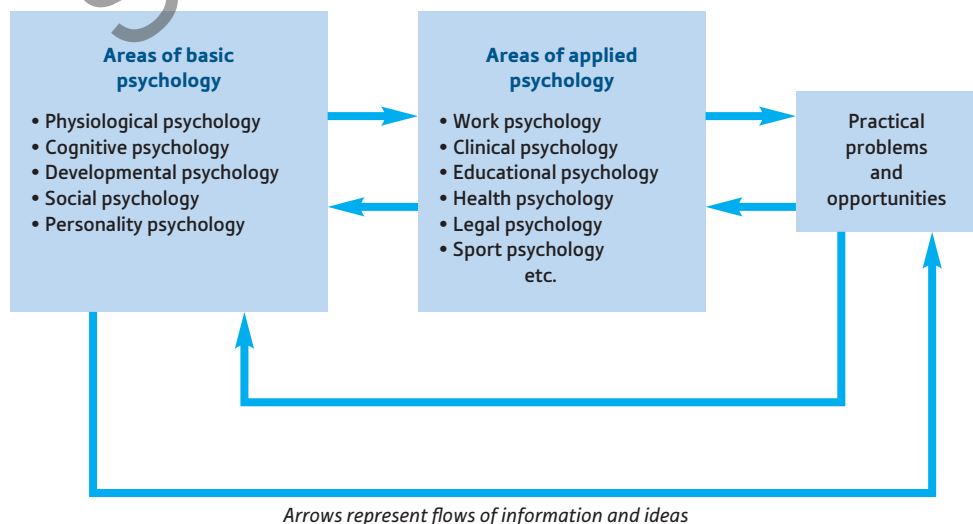 Areas of basic
psychology
• Physiological psychology
• Cognitive psychology
• Developmental psychology
• Social psychology
• Personality psychology
Areas of applied
psychology
• Work psychology
• Clinical psychology
• Educational psychology
• Health psychology
• Legal psychology
• Sport psychology
etc.
Practical
problems
and
opportunities
Arrows represent flows of information and ideas